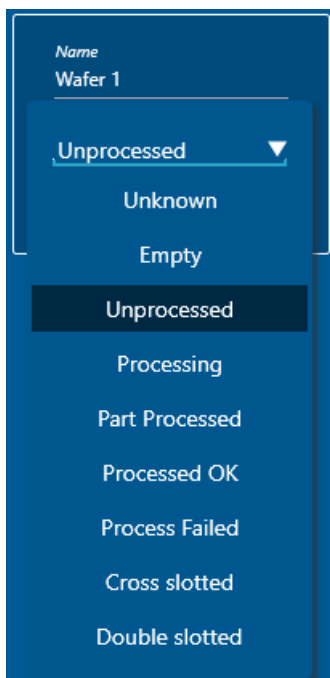 Name
Wafer 1
Unprocessed
Unknown
Empty
Unprocessed
Processing
Part Processed
Processed OK
Process Failed
Cross slotted
Double slotted